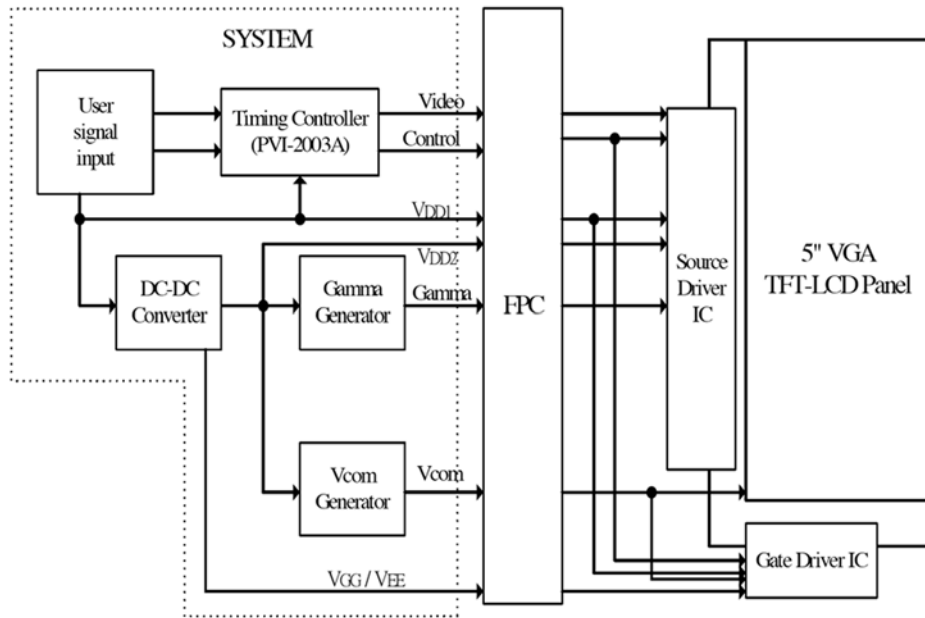 SYSTEM
User
signal
input
Timing Controller
(PVI-2003A)
Video
Control
VDD1
VDD2
DC-DC
Converter
Gamma
Generator
Gamma
FPC
Source
Driver
IC
5" VGA
TFT-LCD Panel
Vcom
Generator
Vcom
Gate Driver IC
VGG / VEE